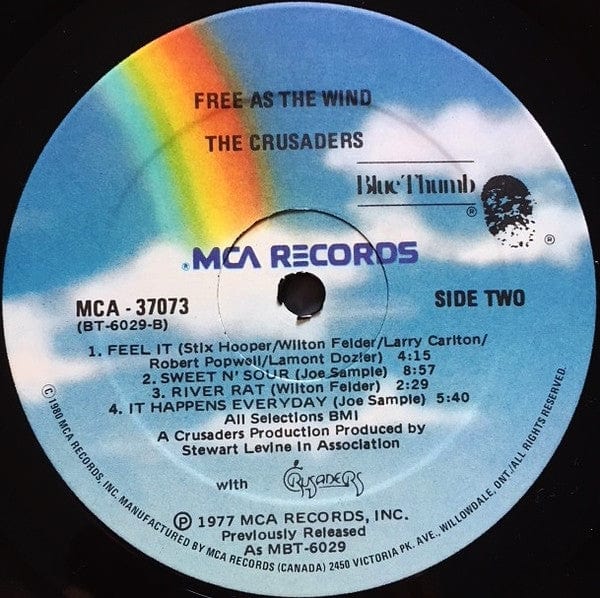 FREE AS THE WIND
THE CRUSADERS
Blue Thumb
®
®
® MCA RECORDS
MCA - 37073
SIDE TWO
(BT-6029-B)
1. FEEL IT (Stix Hooper/Wilton Felder/Larry Carlton/
Robert Popwell/Lamont Dozier) 4:15
2. SWEET N' SOUR (Joe Sample) 8:57
3. RIVER RAT (Wilton Felder) 2:29
4. IT HAPPENS EVERYDAY (Joe Sample) 5:40
All Selections BMI
A Crusaders Production Produced by
Stewart Levine In Association
with CRUSADERS
℗ 1977 MCA RECORDS, INC.
Previously Released
As MBT-6029
© 1980 MCA RECORDS, INC. MANUFACTURED BY MCA RECORDS (CANADA) 2450 VICTORIA PK. AVE., WILLOWDALE, ONT./ALL RIGHTS RESERVED.